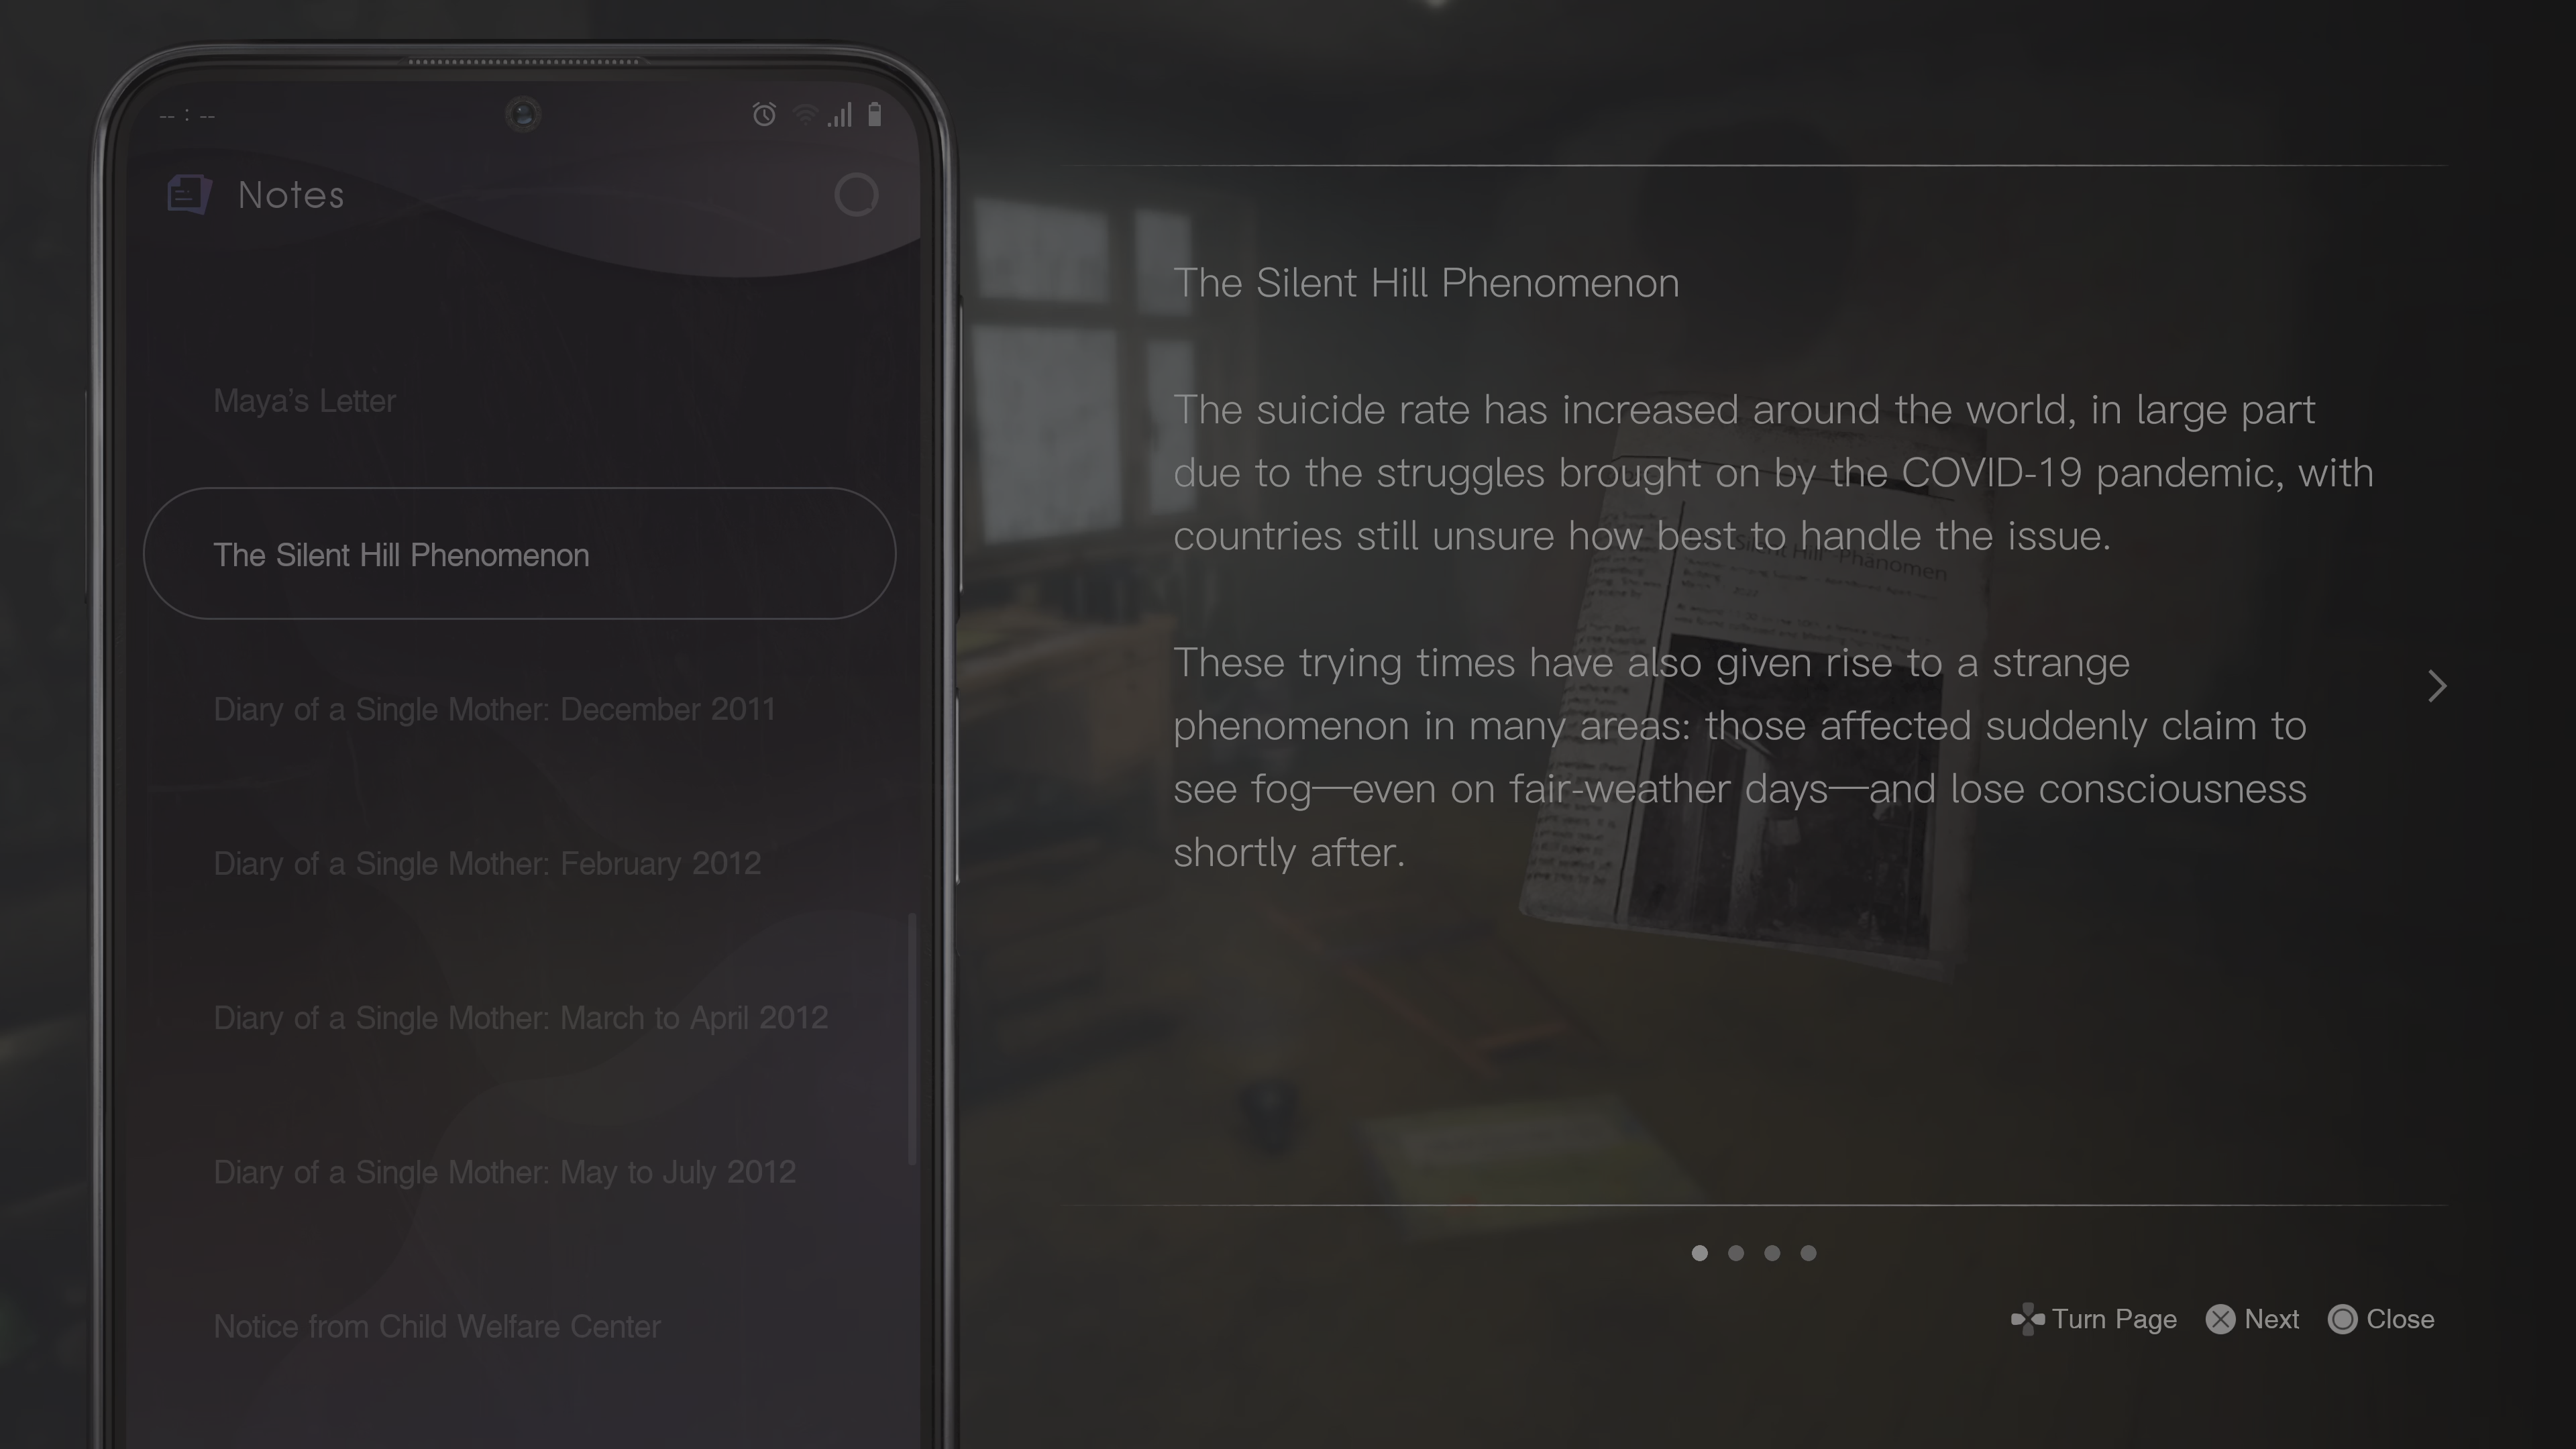 -- : --
Notes
Maya's Letter
The Silent Hill Phenomenon
Diary of a Single Mother: December 2011
Diary of a Single Mother: February 2012
Diary of a Single Mother: March to April 2012
Diary of a Single Mother: May to July 2012
Notice from Child Welfare Center
The Silent Hill Phenomenon
The suicide rate has increased around the world, in large part
due to the struggles brought on by the COVID-19 pandemic, with
countries still unsure how best to handle the issue.
These trying times have also given rise to a strange
phenomenon in many areas: those affected suddenly claim to
see fog—even on fair-weather days—and lose consciousness
shortly after.
Silent Hill Phanomen
Turn Page
Next
Close